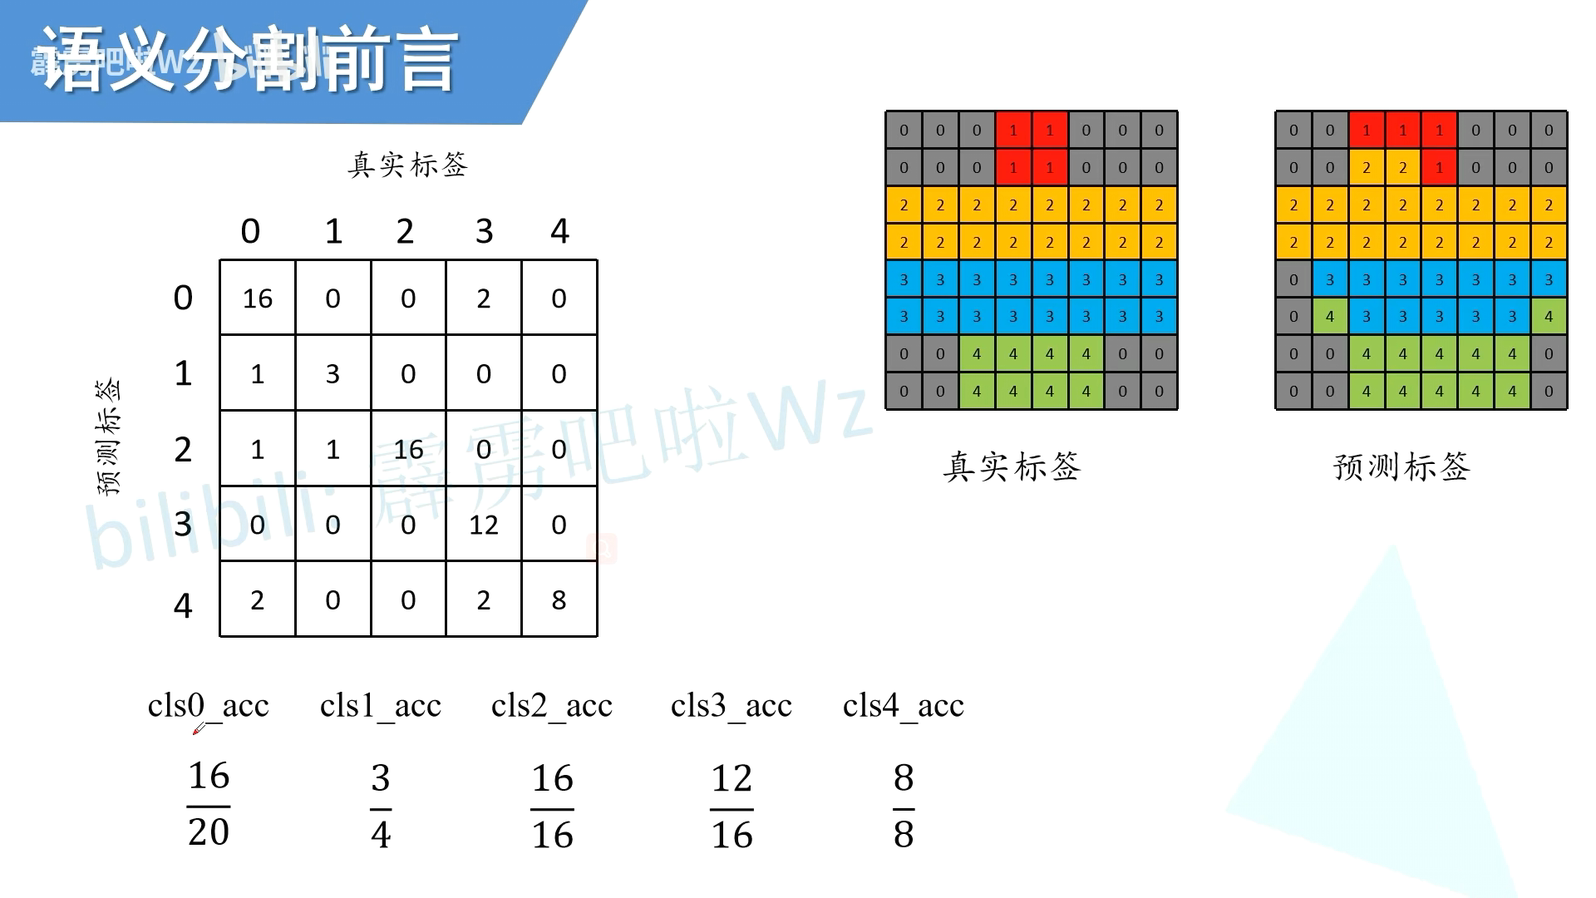 语义分割前言
霹雳吧啦Wz bilibili
真实标签
0 1 2 3 4
预测标签
0 16 0 0 2 0
1 1 3 0 0 0
2 1 1 16 0 0
3 0 0 0 12 0
4 2 0 0 2 8
bilibili: 霹雳吧啦Wz
0 0 0 1 1 0 0 0
0 0 0 1 1 0 0 0
2 2 2 2 2 2 2 2
2 2 2 2 2 2 2 2
3 3 3 3 3 3 3 3
3 3 3 3 3 3 3 3
0 0 4 4 4 4 0 0
0 0 4 4 4 4 0 0
真实标签
0 0 1 1 1 0 0 0
0 0 2 2 1 0 0 0
2 2 2 2 2 2 2 2
2 2 2 2 2 2 2 2
0 3 3 3 3 3 3 3
0 4 3 3 3 3 3 4
0 0 4 4 4 4 4 0
0 0 4 4 4 4 4 0
预测标签
cls0_acc cls1_acc cls2_acc cls3_acc cls4_acc
16 3 16 12 8
20 4 16 16 8